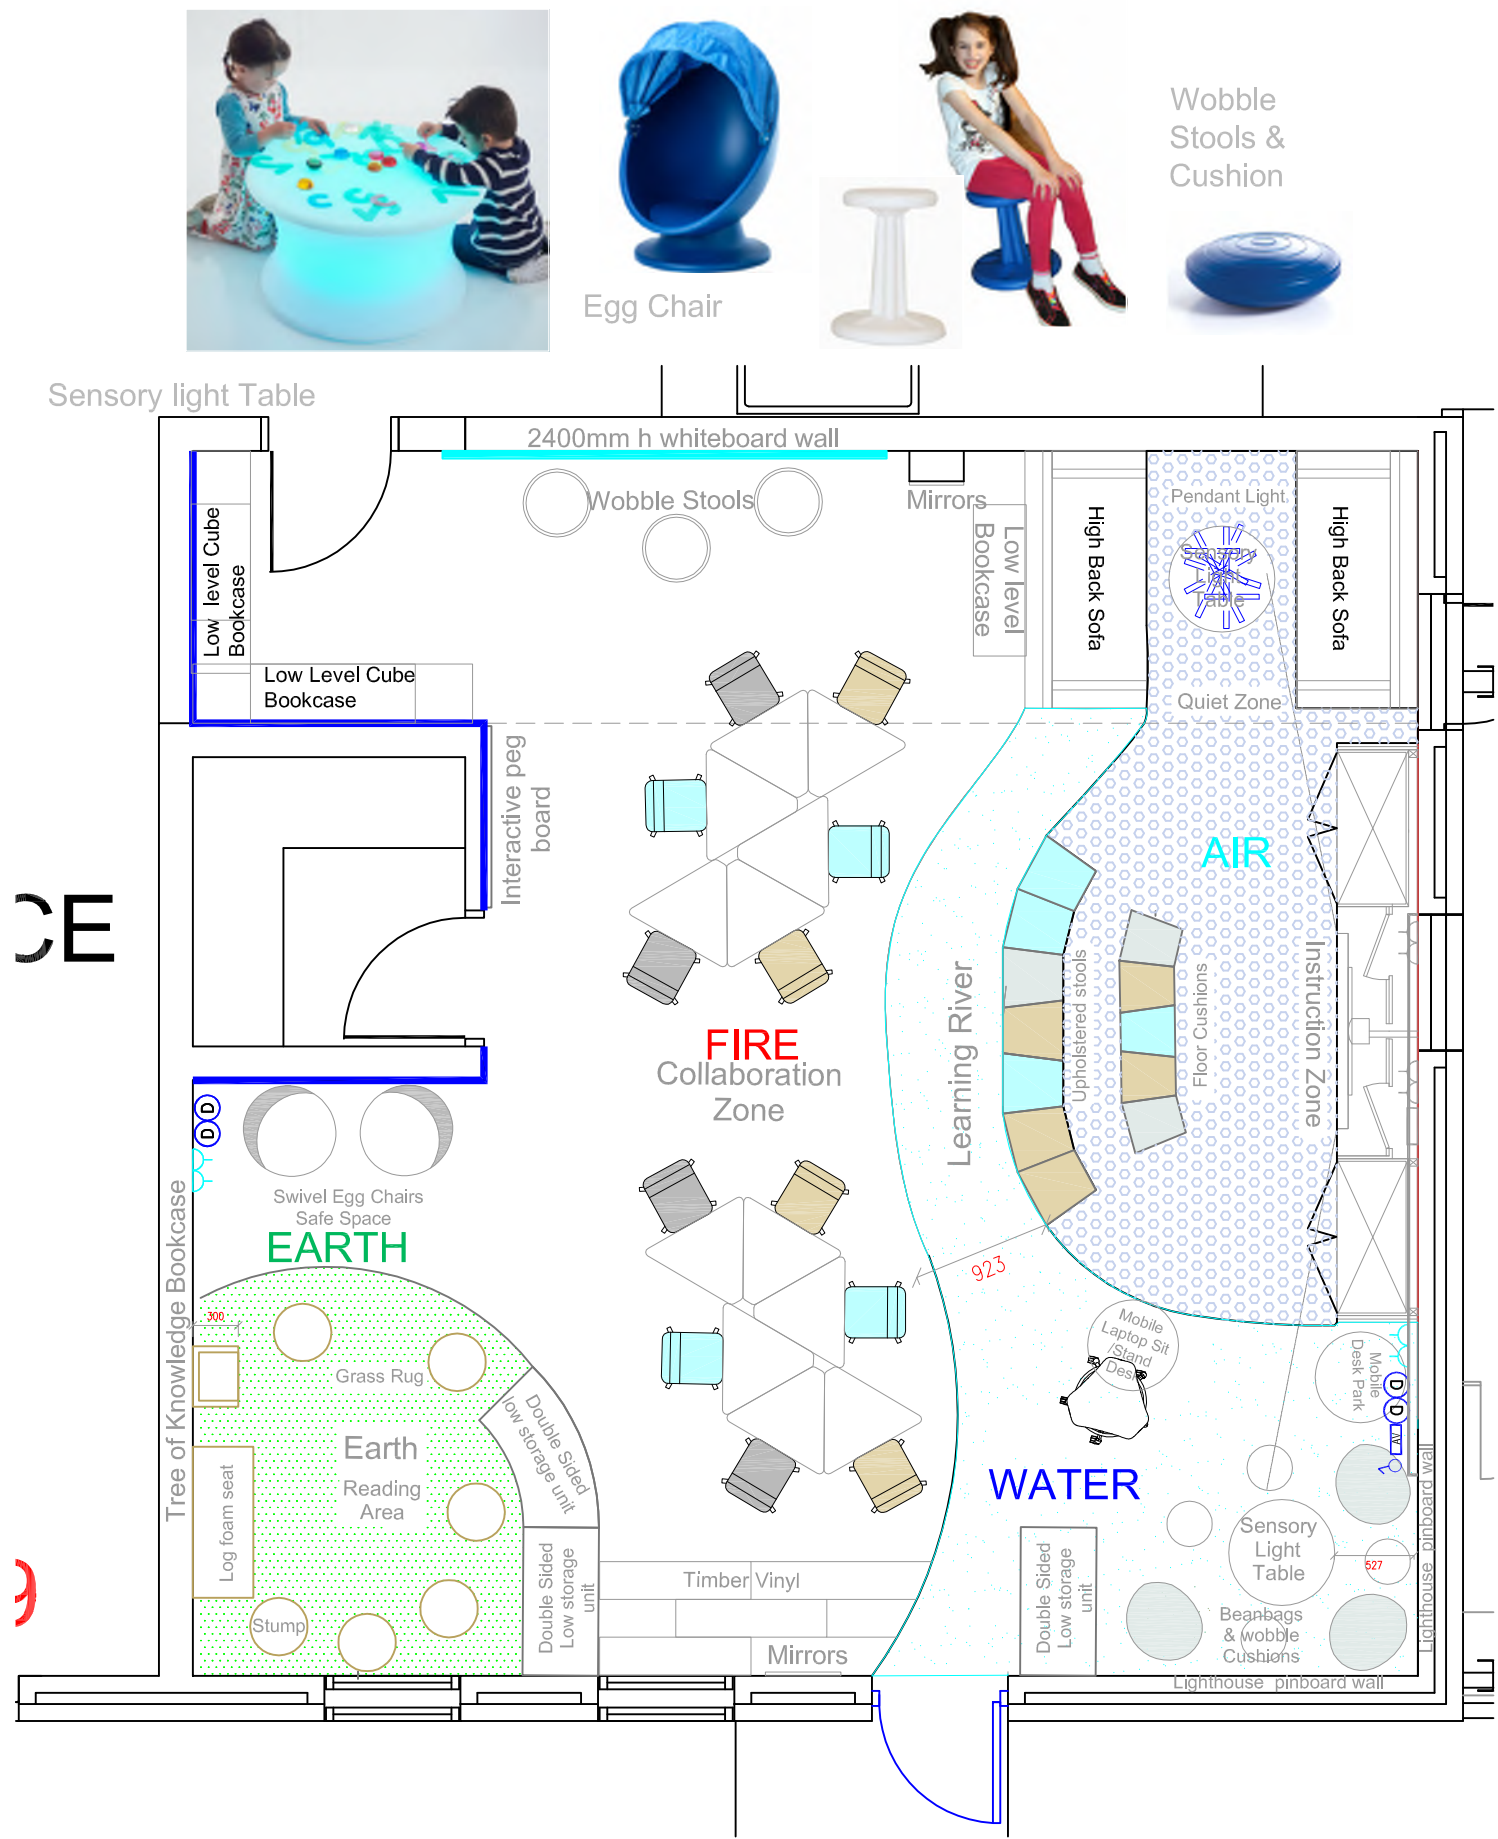 Wobble
Stools &
Cushion
Egg Chair
Sensory light Table
2400mm h whiteboard wall
Wobble Stools
Mirrors
Low level
Bookcase
High Back Sofa
Pendant Light
Sensory
Light
Table
High Back Sofa
Quiet Zone
Low level Cube
Bookcase
Low Level Cube
Bookcase
Interactive peg
board
CE
AIR
Learning River
Upholstered stools
Floor Cushions
Instruction Zone
FIRE
Collaboration
Zone
D
D
Swivel Egg Chairs
Safe Space
EARTH
Tree of Knowledge Bookcase
300
Grass Rug
Earth
Reading
Area
Log foam seat
Stump
Double Sided
low storage unit
Double Sided
Low storage
unit
Timber Vinyl
Mirrors
923
Mobile
Laptop Sit
/Stand
Desk
Mobile
Desk Park
D
D
AV
WATER
Sensory
Light
Table
527
Double Sided
Low storage
unit
Beanbags
& wobble
Cushions
Lighthouse pinboard wall
Lighthouse pinboard wall
9